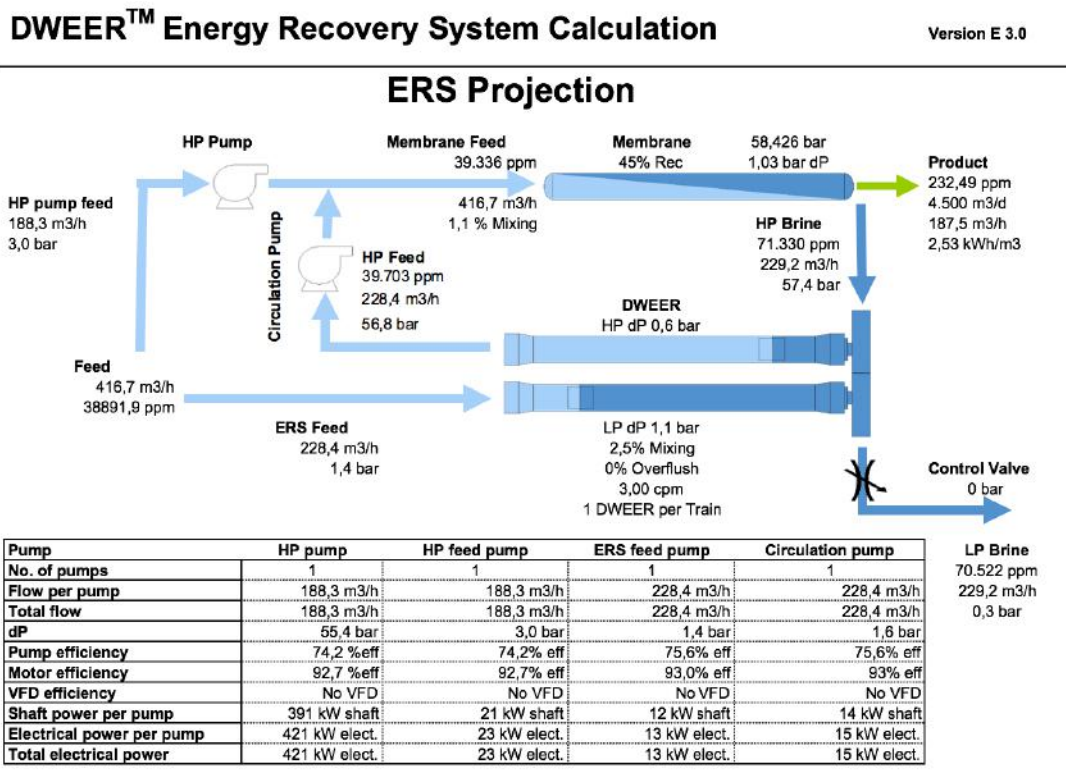 DWEER™ Energy Recovery System Calculation
Version E 3.0
ERS Projection
HP Pump
Membrane Feed
39.336 ppm
416,7 m3/h
1,1 % Mixing
Membrane
45% Rec
58,426 bar
1,03 bar dP
Product
232,49 ppm
4.500 m3/d
187,5 m3/h
2,53 kWh/m3
HP pump feed
188,3 m3/h
3,0 bar
Circulation Pump
HP Feed
39.703 ppm
228,4 m3/h
56,8 bar
HP Brine
71.330 ppm
229,2 m3/h
57,4 bar
DWEER
HP dP 0,6 bar
Feed
416,7 m3/h
38891,9 ppm
ERS Feed
228,4 m3/h
1,4 bar
LP dP 1,1 bar
2,5% Mixing
0% Overflush
3,00 cpm
1 DWEER per Train
Control Valve
0 bar
LP Brine
70.522 ppm
229,2 m3/h
0,3 bar
Pump HP pump HP feed pump ERS feed pump Circulation pump
No. of pumps 1 1 1 1
Flow per pump 188,3 m3/h 188,3 m3/h 228,4 m3/h 228,4 m3/h
Total flow 188,3 m3/h 188,3 m3/h 228,4 m3/h 228,4 m3/h
dP 55,4 bar 3,0 bar 1,4 bar 1,6 bar
Pump efficiency 74,2 %eff 74,2% eff 75,6% eff 75,6% eff
Motor efficiency 92,7 %eff 92,7% eff 93,0% eff 93% eff
VFD efficiency No VFD No VFD No VFD No VFD
Shaft power per pump 391 kW shaft 21 kW shaft 12 kW shaft 14 kW shaft
Electrical power per pump 421 kW elect. 23 kW elect. 13 kW elect. 15 kW elect.
Total electrical power 421 kW elect. 23 kW elect. 13 kW elect. 15 kW elect.